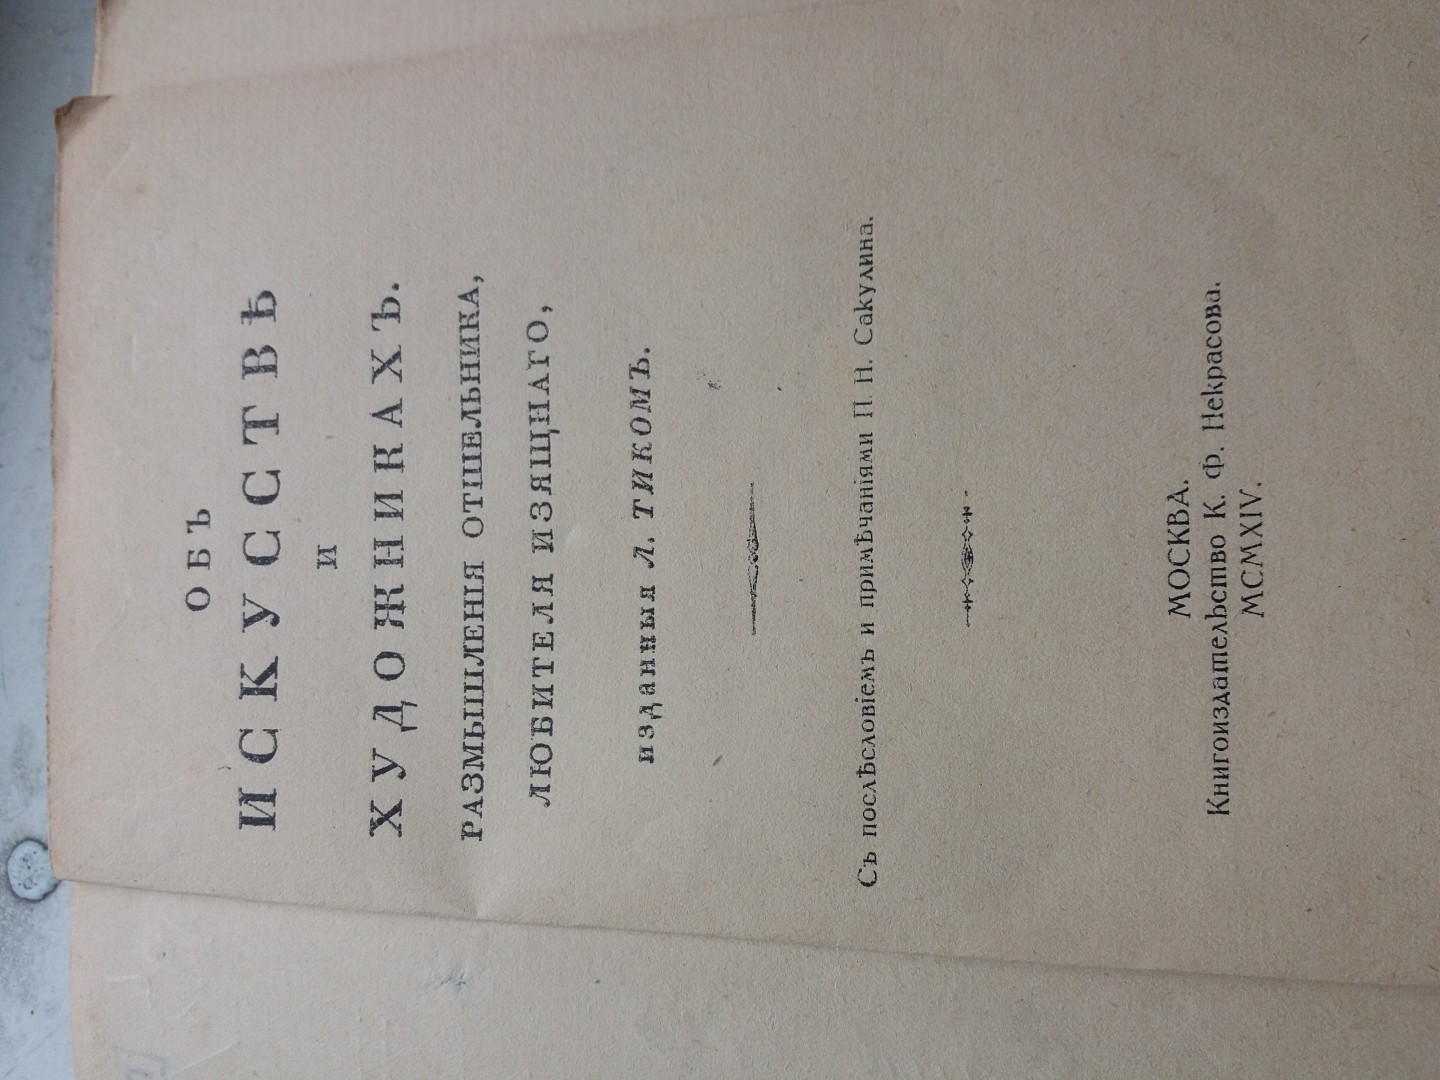 ОБЪ
ИСКУССТВѢ
И
ХУДОЖНИКАХЪ.
РАЗМЫШЛЕНІЯ ОТШЕЛЬНИКА,
ЛЮБИТЕЛЯ ИЗЯЩНАГО,
изданныя Л. ТИКОМЪ.
Съ послѣсловіемъ и примѣчаніями П. Н. Сакулина.
МОСКВА.
Книгоиздательство К. Ф. Некрасова.
MCMXIV.